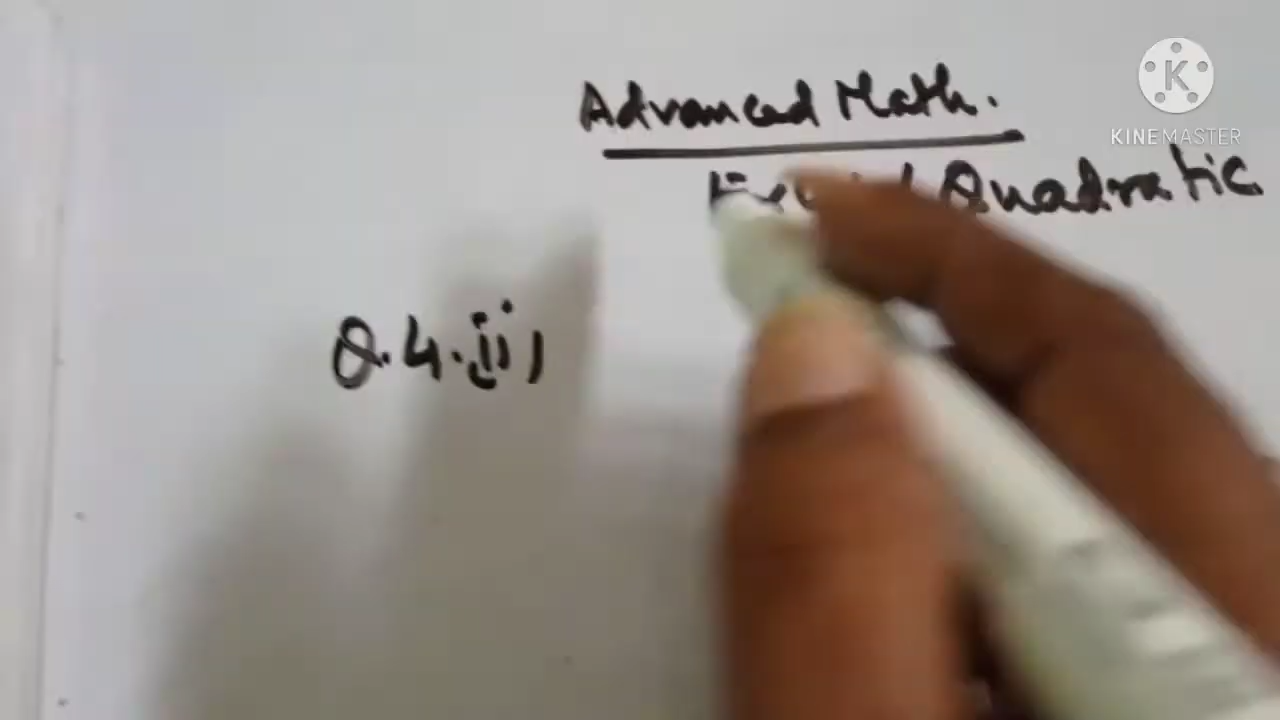 Advanced Math.
Quadratic
Q.4.(ii)
K
KINEMASTER